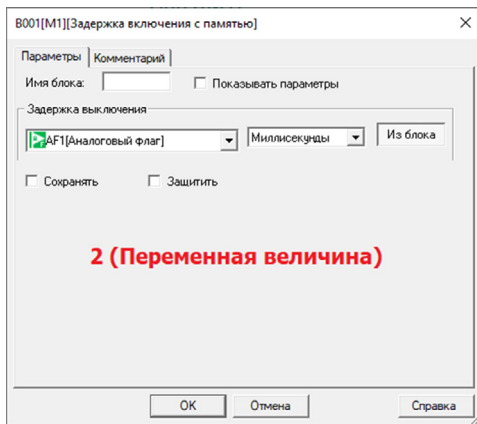 B001[M1][Задержка включения с памятью]
Параметры Комментарий
Имя блока: Показывать параметры
Задержка выключения
AF1[Аналоговый флаг] Миллисекунды Из блока
Сохранять Защитить
2 (Переменная величина)
OK Отмена Справка